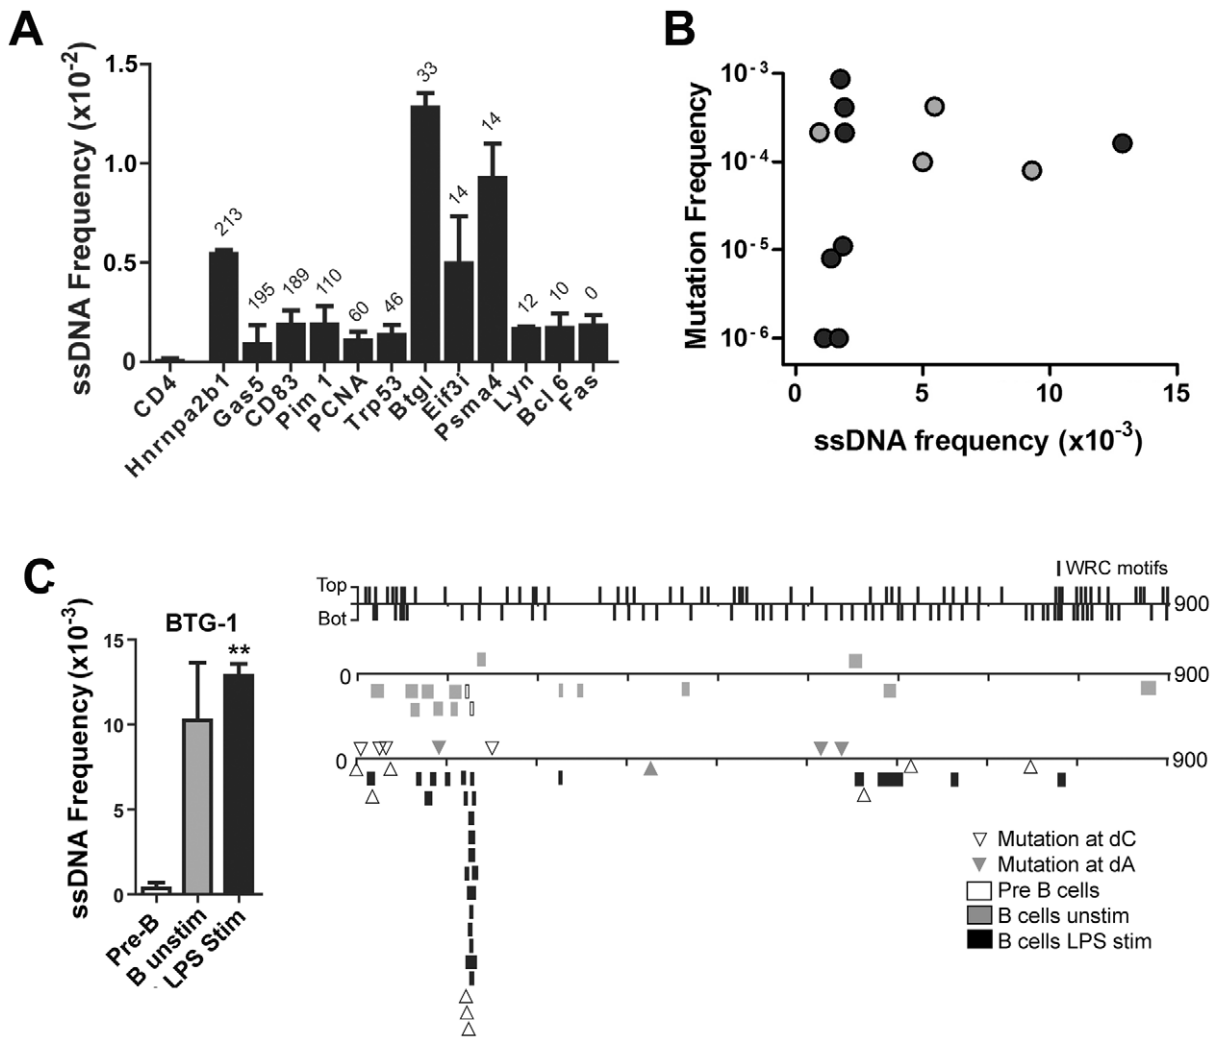 A
ssDNA Frequency (x10-2)
1.5
1.0
0.5
0
213
195
189
110
60
46
33
14
14
12
10
0
CD4
Hnrnpa2b1
Gas5
CD83
Pim 1
PCNA
Trp53
Btgl
Eif3i
Psma4
Lyn
Bcl 6
Fas
B
Mutation Frequency
10-3
10-4
10-5
10-6
0 5 10 15
ssDNA frequency (x10-3)
C
BTG-1
ssDNA Frequency (x10-3)
15
10
5
0
**
Pre-B
B unstim
LPS Stim
WRC motifs
Top
Bot
900
0
900
0
900
Mutation at dC
Mutation at dA
Pre B cells
B cells unstim
B cells LPS stim